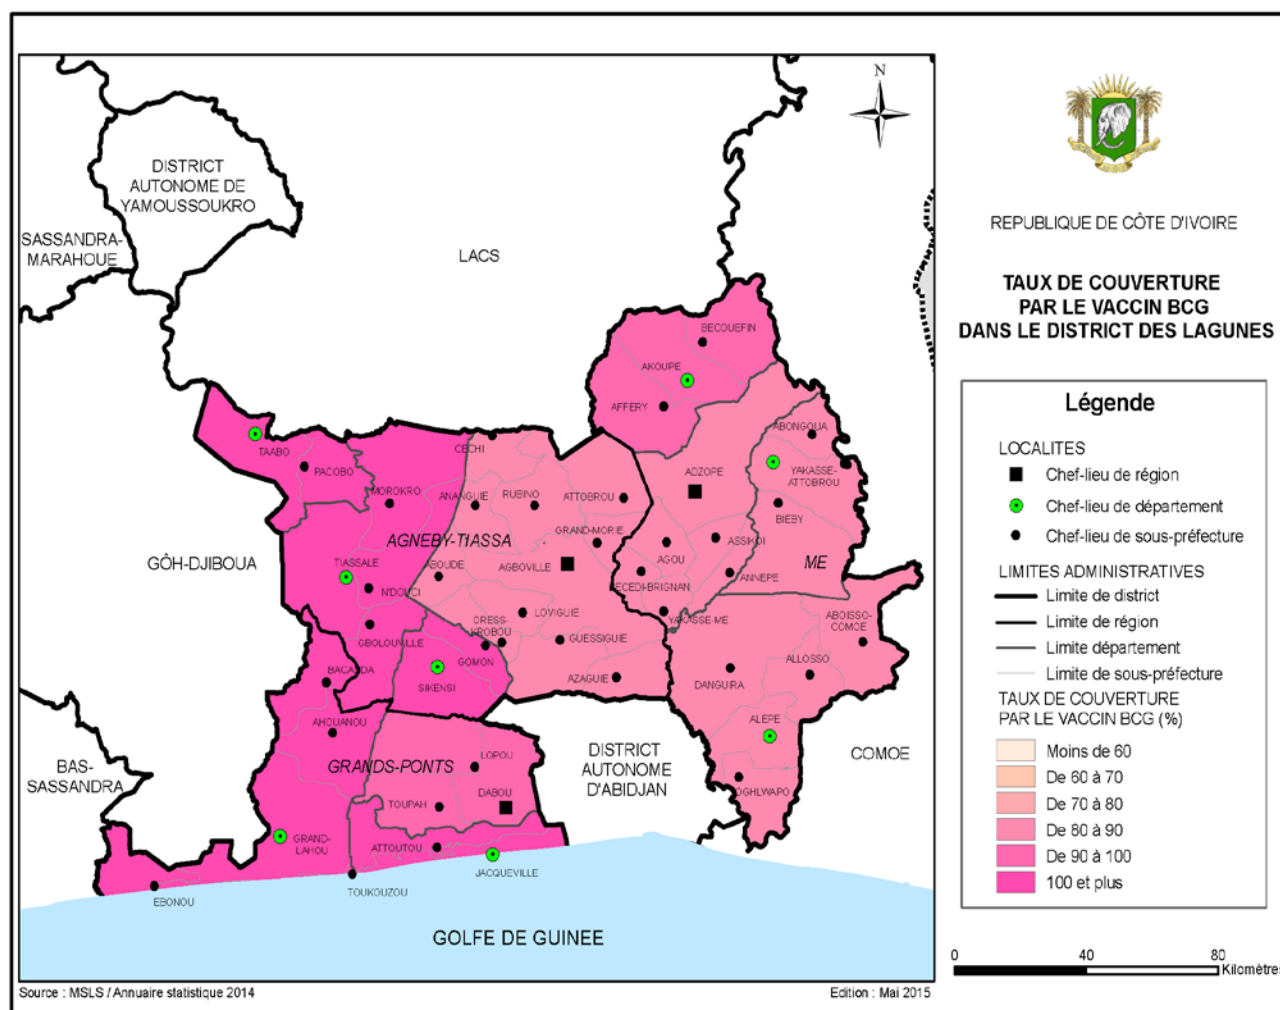 N
DISTRICT
AUTONOME DE
YAMOUSSOUKRO
SASSANDRA-
MARAHOUE
LACS
BECOUEFIN
AKOUPE
AFFERY
ABONGOUA
TAABO
CECHI
PACOBO
ADZOPE
YAKASSE-
ATTOBROU
MOROKRO
ANANGUIE
RUBINO
ATTOBROU
BIEBY
GRAND-MORIE
AGNEBY-TIASSA
ASSIKOI
GÔH-DJIBOUA
TIASSALE
ABOUDE
AGBOVILLE
AGOU
ME
ANNEPE
N'DOUCI
BECEDI-BRIGNAN
ORESS-
KROBOU
LOVIGUIE
YAKASSE-ME
ABOISSO-
COMOE
GBOLOUVILLE
GUESSIGUIE
GOMON
BACANDA
SIKENSI
AZAGUIE
DANGUIRA
ALLOSSO
AHOUANOU
ALEPE
DISTRICT
AUTONOME
D'ABIDJAN
COMOE
BAS-
SASSANDRA
GRANDS-PONTS
LOPOU
TOUPAH
DABOU
OGHLWAPO
GRAND-
LAHOU
ATTOUTOU
JACQUEVILLE
EBONOU
TOUKOUZOU
GOLFE DE GUINEE
Source : MSLS / Annuaire statistique 2014
Edition : Mai 2015
REPUBLIQUE DE CÔTE D'IVOIRE
TAUX DE COUVERTURE
PAR LE VACCIN BCG
DANS LE DISTRICT DES LAGUNES
Légende
LOCALITES
Chef-lieu de région
Chef-lieu de département
Chef-lieu de sous-préfecture
LIMITES ADMINISTRATIVES
Limite de district
Limite de région
Limite département
Limite de sous-préfecture
TAUX DE COUVERTURE
PAR LE VACCIN BCG (%)
Moins de 60
De 60 à 70
De 70 à 80
De 80 à 90
De 90 à 100
100 et plus
0 40 80
Kilomètres